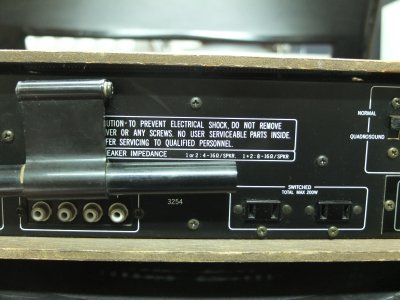 UTION-TO PREVENT ELECTRICAL SHOCK, DO NOT REMOVE
VER OR ANY SCREWS. NO USER SERVICEABLE PARTS INSIDE.
FER SERVICING TO QUALIFIED PERSONNEL.
EAKER IMPEDANCE 1 or 2 : 4-16Ω/SPKR. 1+2 : 8-16Ω/SPKR
NORMAL
QUADROSOUND
SWITCHED
TOTAL MAX 200W
3254